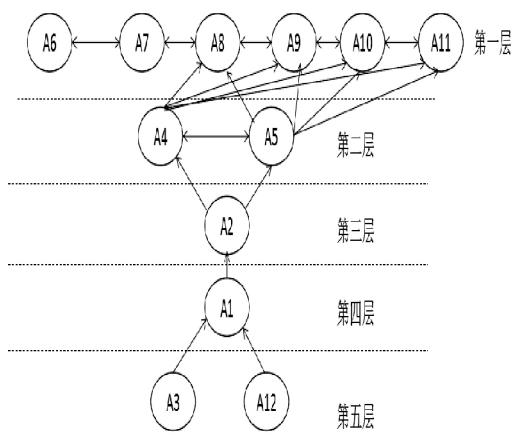 A6 A7 A8 A9 A10 A11 第一层
A4 A5 第二层
A2 第三层
A1 第四层
A3 A12 第五层